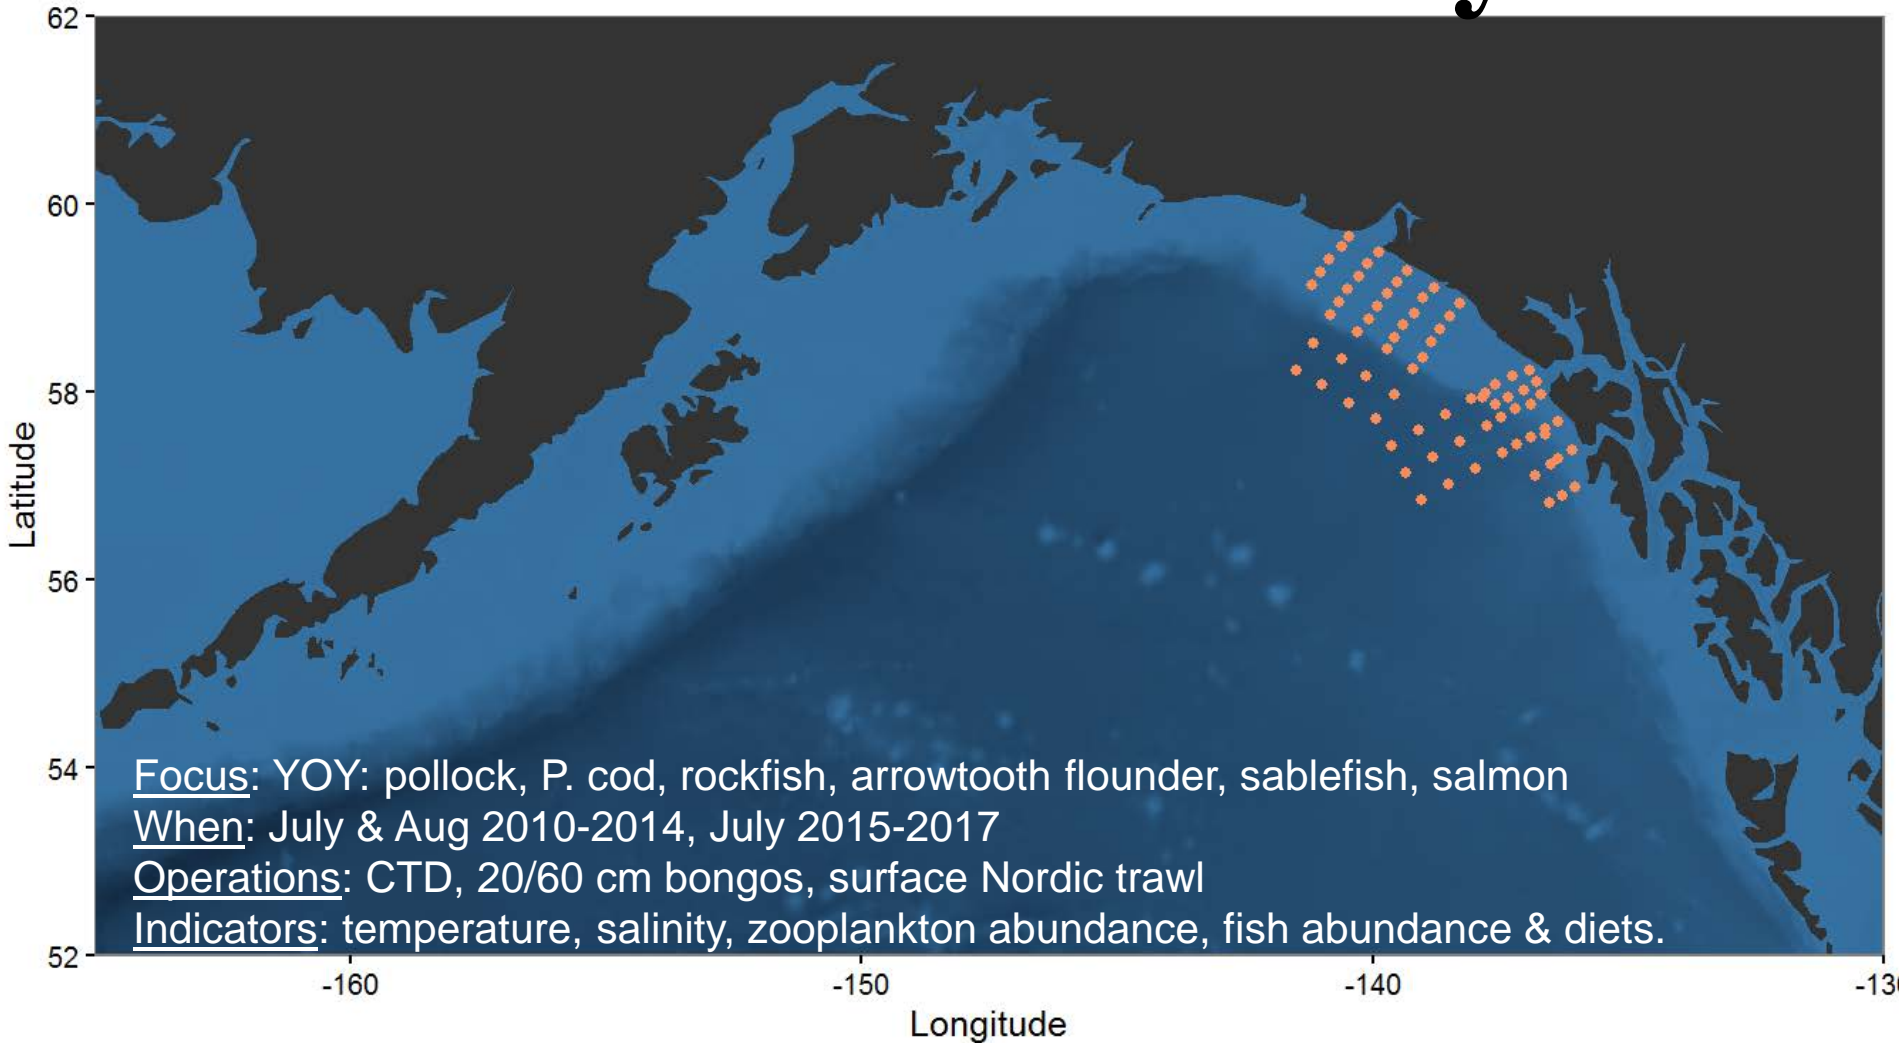 y
62
60
58
56
54
52
Latitude
Focus: YOY: pollock, P. cod, rockfish, arrowtooth flounder, sablefish, salmon
When: July & Aug 2010-2014, July 2015-2017
Operations: CTD, 20/60 cm bongos, surface Nordic trawl
Indicators: temperature, salinity, zooplankton abundance, fish abundance & diets.
-160 -150 -140
Longitude